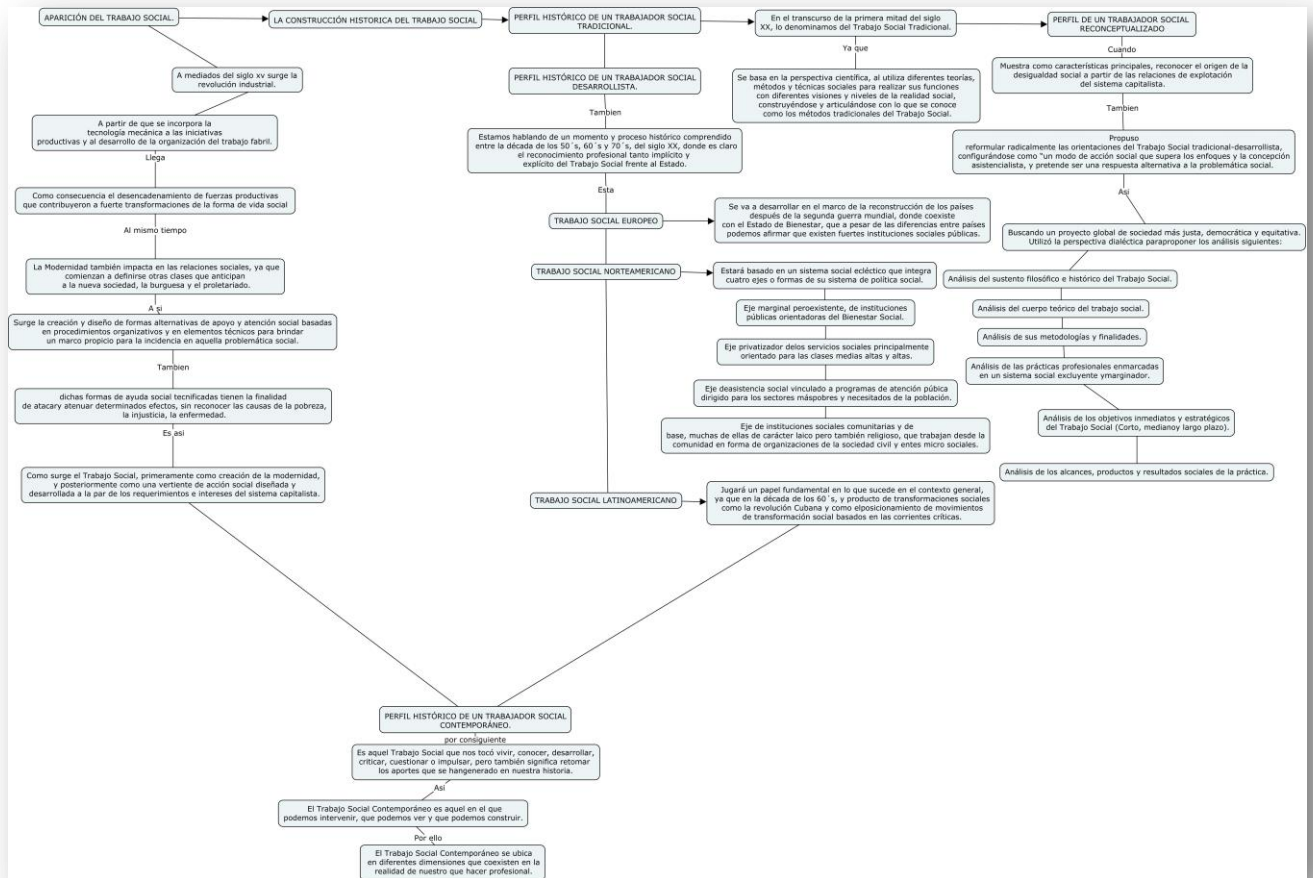 APARICIÓN DEL TRABAJO SOCIAL.
LA CONSTRUCCIÓN HISTORICA DEL TRABAJO SOCIAL
PERFIL HISTÓRICO DE UN TRABAJADOR SOCIAL
TRADICIONAL.
En el transcurso de la primera mitad del siglo
XX, lo denominamos del Trabajo Social Tradicional.
PERFIL DE UN TRABAJADOR SOCIAL
RECONCEPTUALIZADO
A mediados del siglo xv surge la
revolución industrial.
A partir de que se incorpora la
tecnología mecánica a las iniciativas
productivas y al desarrollo de la organización del trabajo fabril.
Llega
Como consecuencia el desencadenamiento de fuerzas productivas
que contribuyeron a fuerte transformaciones de la forma de vida social
Al mismo tiempo
La Modernidad también impacta en las relaciones sociales, ya que
comienzan a definirse otras clases que anticipan
a la nueva sociedad, la burguesa y el proletariado.
A si
Surge la creación y diseño de formas alternativas de apoyo y atención social basadas
en procedimientos organizativos y en elementos técnicos para brindar
un marco propicio para la incidencia en aquella problemática social.
Tambien
dichas formas de ayuda social tecnificadas tienen la finalidad
de atacary atenuar determinados efectos, sin reconocer las causas de la pobreza,
la injusticia, la enfermedad.
Es asi
Como surge el Trabajo Social, primeramente como creación de la modernidad,
y posteriormente como una vertiente de acción social diseñada y
desarrollada a la par de los requerimientos e intereses del sistema capitalista.
PERFIL HISTÓRICO DE UN TRABAJADOR SOCIAL
DESARROLLISTA.
Tambien
Estamos hablando de un momento y proceso histórico comprendido
entre la década de los 50´s, 60´s y 70´s, del siglo XX, donde es claro
el reconocimiento profesional tanto implícito y
explícito del Trabajo Social frente al Estado.
Esta
TRABAJO SOCIAL EUROPEO
Se va a desarrollar en el marco de la reconstrucción de los países
después de la segunda guerra mundial, donde coexiste
con el Estado de Bienestar, que a pesar de las diferencias entre países
podemos afirmar que existen fuertes instituciones sociales públicas.
TRABAJO SOCIAL NORTEAMERICANO
Estará basado en un sistema social ecléctico que integra
cuatro ejes o formas de su sistema de política social.
Eje marginal peroexistente, de instituciones
públicas orientadoras del Bienestar Social.
Eje privatizador delos servicios sociales principalmente
orientado para las clases medias altas y altas.
Eje deasistencia social vinculado a programas de atención púbica
dirigido para los sectores máspobres y necesitados de la población.
Eje de instituciones sociales comunitarias y de
base, muchas de ellas de carácter laico pero también religioso, que trabajan desde la
comunidad en forma de organizaciones de la sociedad civil y entes micro sociales.
TRABAJO SOCIAL LATINOAMERICANO
Jugará un papel fundamental en lo que sucede en el contexto general,
ya que en la década de los 60´s, y producto de transformaciones sociales
como la revolución Cubana y como elposicionamiento de movimientos
de transformación social basados en las corrientes críticas.
Ya que
Se basa en la perspectiva científica, al utiliza diferentes teorías,
métodos y técnicas sociales para realizar sus funciones
con diferentes visiones y niveles de la realidad social,
construyéndose y articulándose con lo que se conoce
como los métodos tradicionales del Trabajo Social.
Cuando
Muestra como características principales, reconocer el origen de la
desigualdad social a partir de las relaciones de explotación
del sistema capitalista.
Tambien
Propuso
reformular radicalmente las orientaciones del Trabajo Social tradicional-desarrollista,
configurándose como "un modo de acción social que supera los enfoques y la concepción
asistencialista, y pretende ser una respuesta alternativa a la problemática social.
Asi
Buscando un proyecto global de sociedad más justa, democrática y equitativa.
Utilizó la perspectiva dialéctica paraproponer los análisis siguientes:
Análisis del sustento filosófico e histórico del Trabajo Social.
Análisis del cuerpo teórico del trabajo social.
Análisis de sus metodologías y finalidades.
Análisis de las prácticas profesionales enmarcadas
en un sistema social excluyente ymarginador.
Análisis de los objetivos inmediatos y estratégicos
del Trabajo Social (Corto, medianoy largo plazo).
Análisis de los alcances, productos y resultados sociales de la práctica.
PERFIL HISTÓRICO DE UN TRABAJADOR SOCIAL
CONTEMPORÁNEO.
por consiguiente
Es aquel Trabajo Social que nos tocó vivir, conocer, desarrollar,
criticar, cuestionar o impulsar, pero también significa retomar
los aportes que se hangenerado en nuestra historia.
Asi
El Trabajo Social Contemporáneo es aquel en el que
podemos intervenir, que podemos ver y que podemos construir.
Por ello
El Trabajo Social Contemporáneo se ubica
en diferentes dimensiones que coexisten en la
realidad de nuestro que hacer profesional.